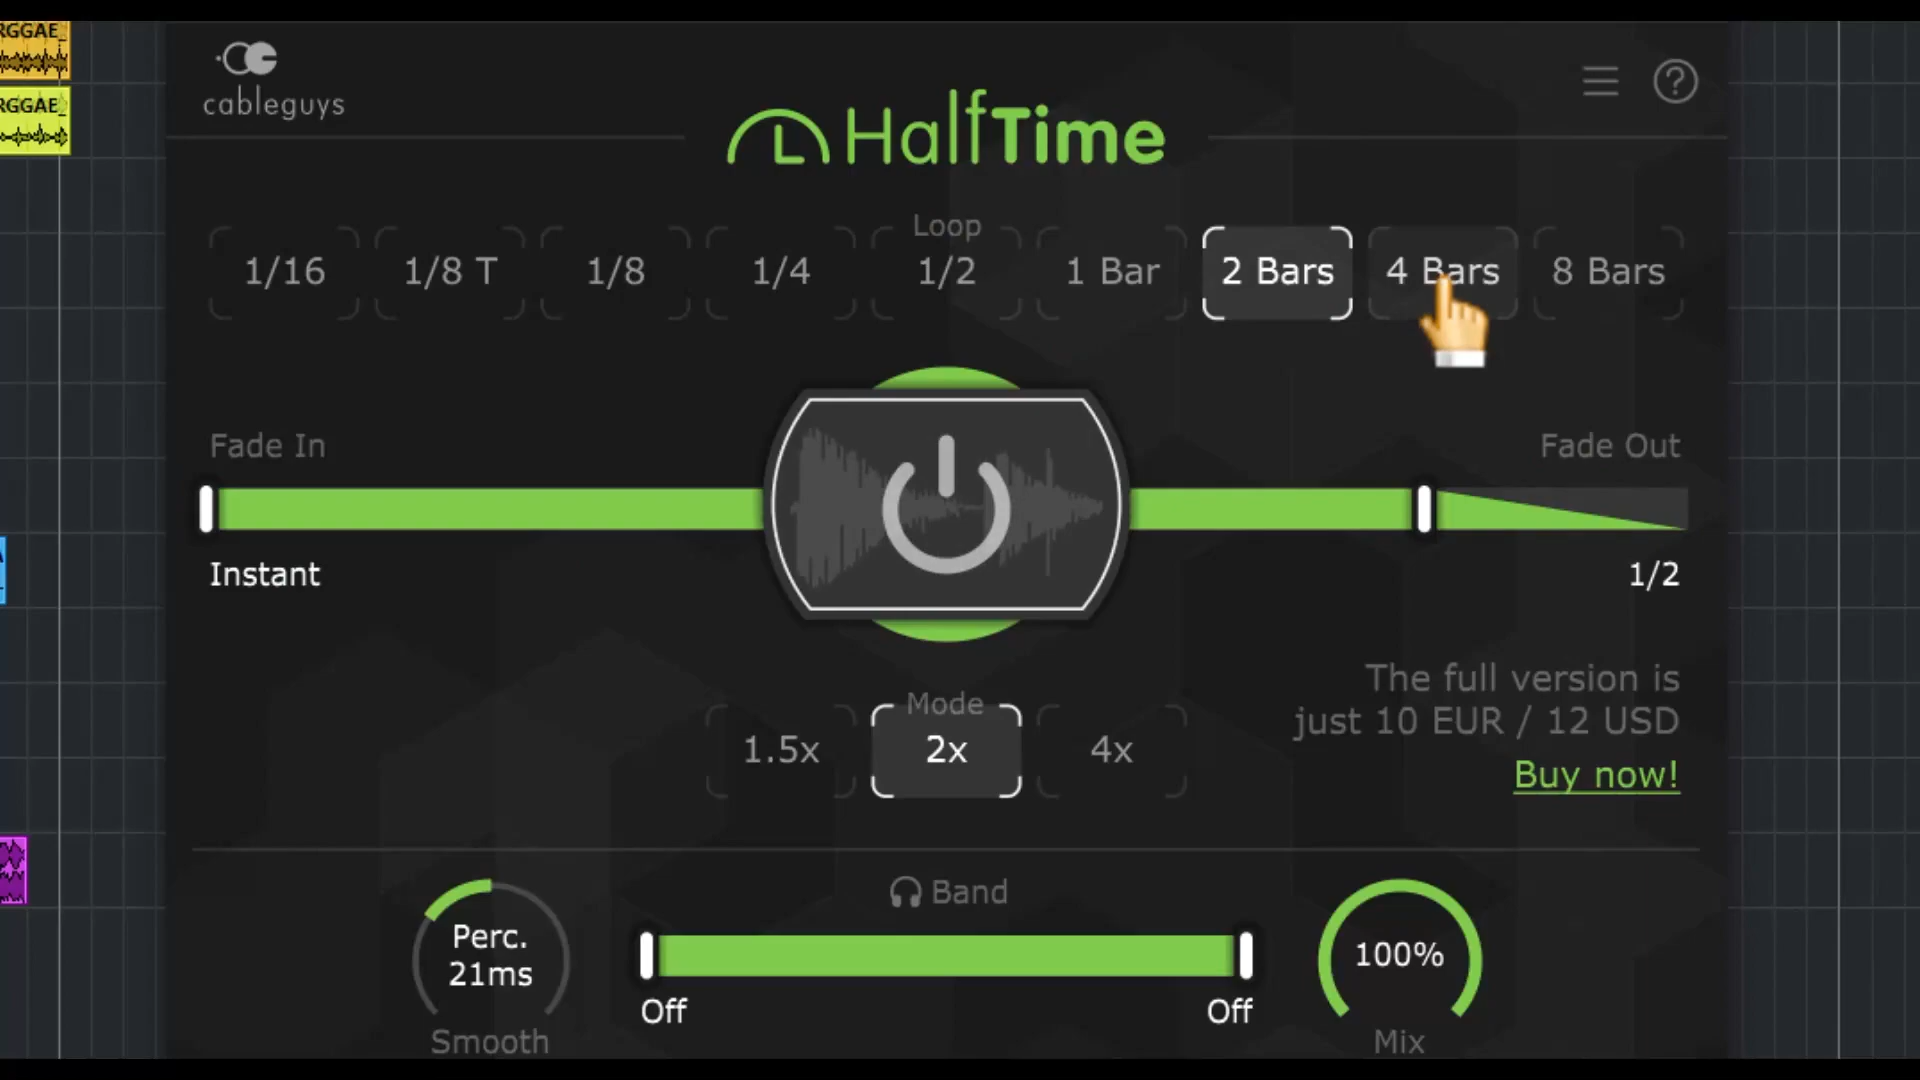 RGGAE_
RGGAE_
cableguys
HalfTime
Loop
1/16
1/8 T
1/8
1/4
1/2
1 Bar
2 Bars
4 Bars
8 Bars
Fade In
Fade Out
Instant
1/2
Mode
1.5x
2x
4x
The full version is
just 10 EUR / 12 USD
Buy now!
Band
Perc.
21ms
100%
Off
Off
Smooth
Mix